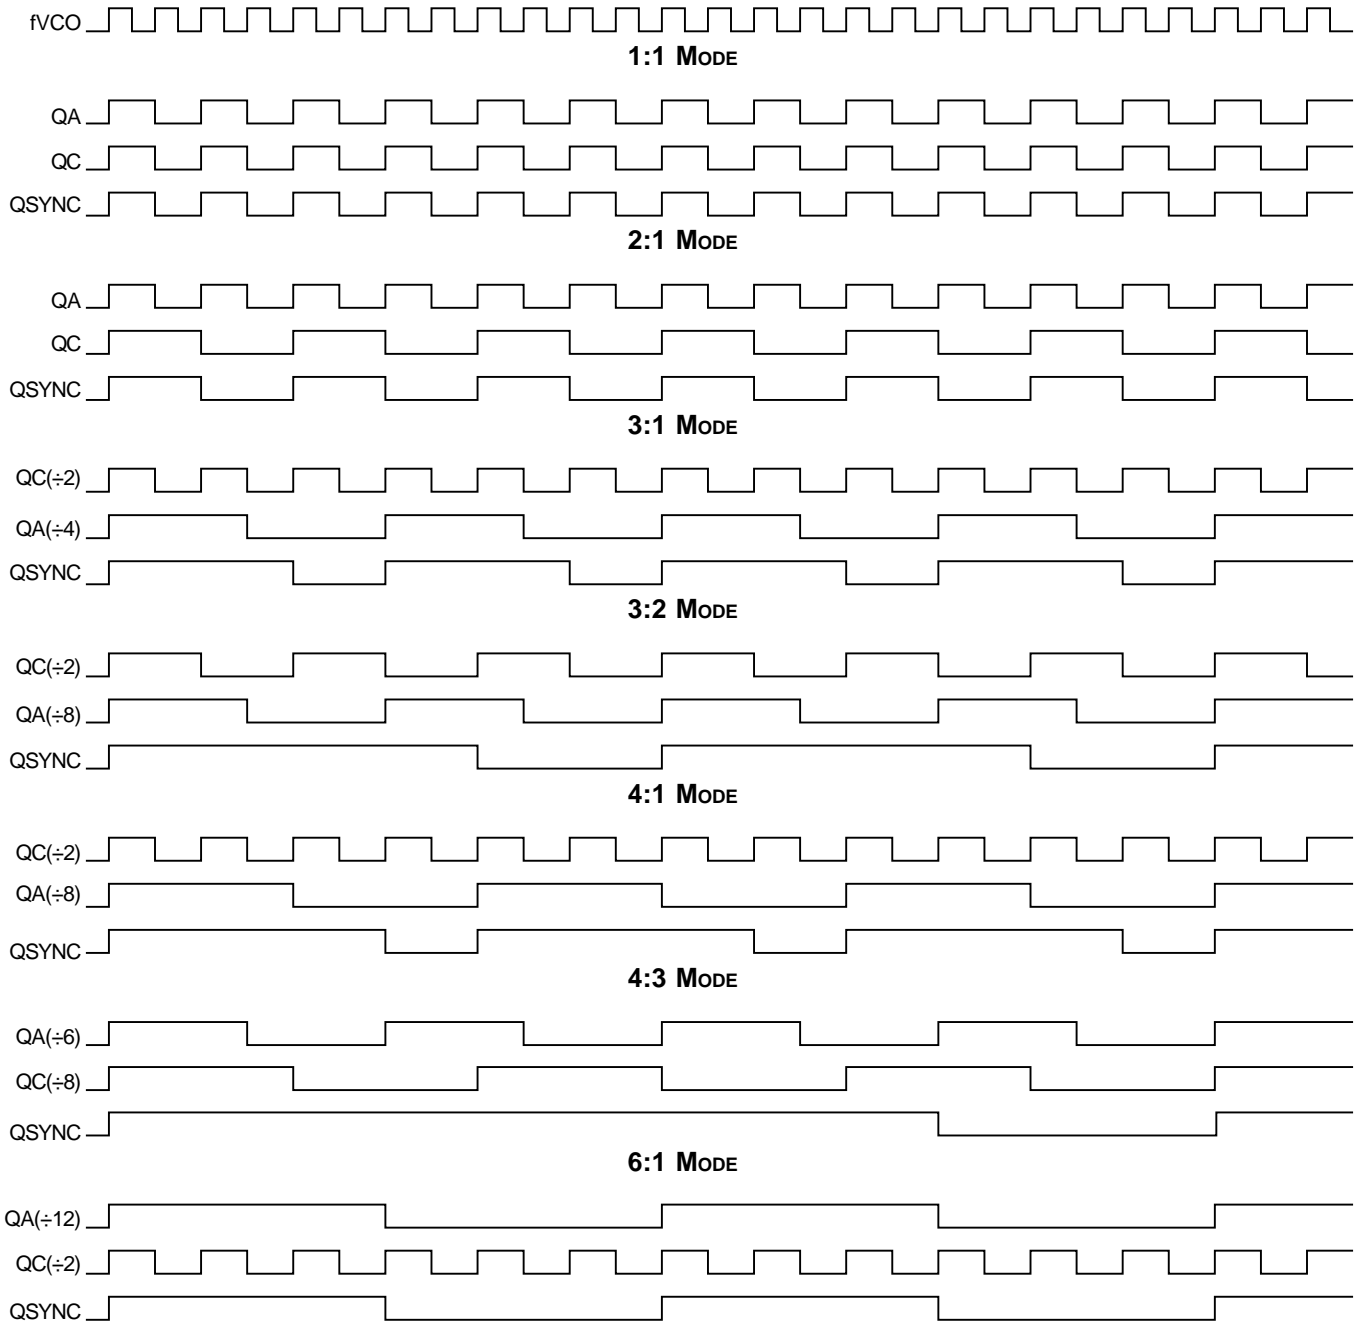 fVCO
1:1 MODE
QA
QC
QSYNC
2:1 MODE
QA
QC
QSYNC
3:1 MODE
QC(÷2)
QA(÷4)
QSYNC
3:2 MODE
QC(÷2)
QA(÷8)
QSYNC
4:1 MODE
QC(÷2)
QA(÷8)
QSYNC
4:3 MODE
QA(÷6)
QC(÷8)
QSYNC
6:1 MODE
QA(÷12)
QC(÷2)
QSYNC